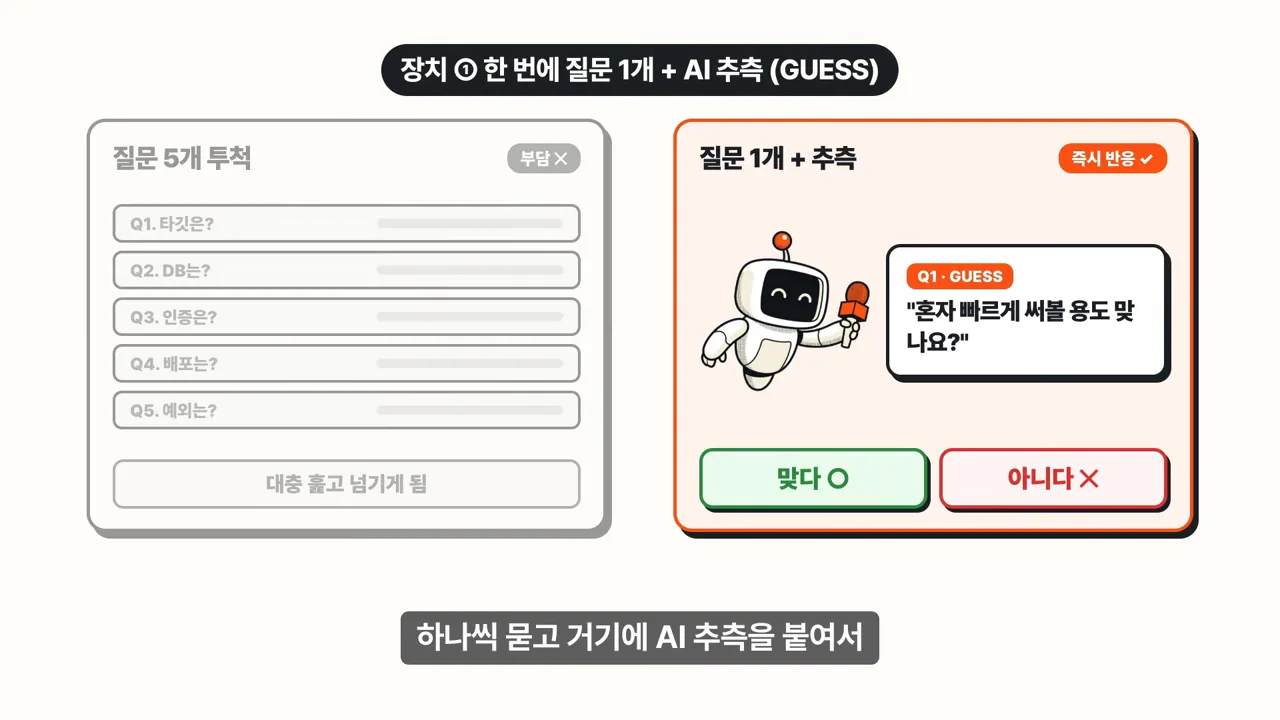 장치 ① 한 번에 질문 1개 + AI 추측 (GUESS)
질문 5개 투척
부담 ✕
Q1. 타깃은?
Q2. DB는?
Q3. 인증은?
Q4. 배포는?
Q5. 예외는?
대충 훑고 넘기게 됨
질문 1개 + 추측
즉시 반응 ✓
Q1 · GUESS
"혼자 빠르게 써볼 용도 맞
나요?"
맞다 ○
아니다 ✕
하나씩 묻고 거기에 AI 추측을 붙여서